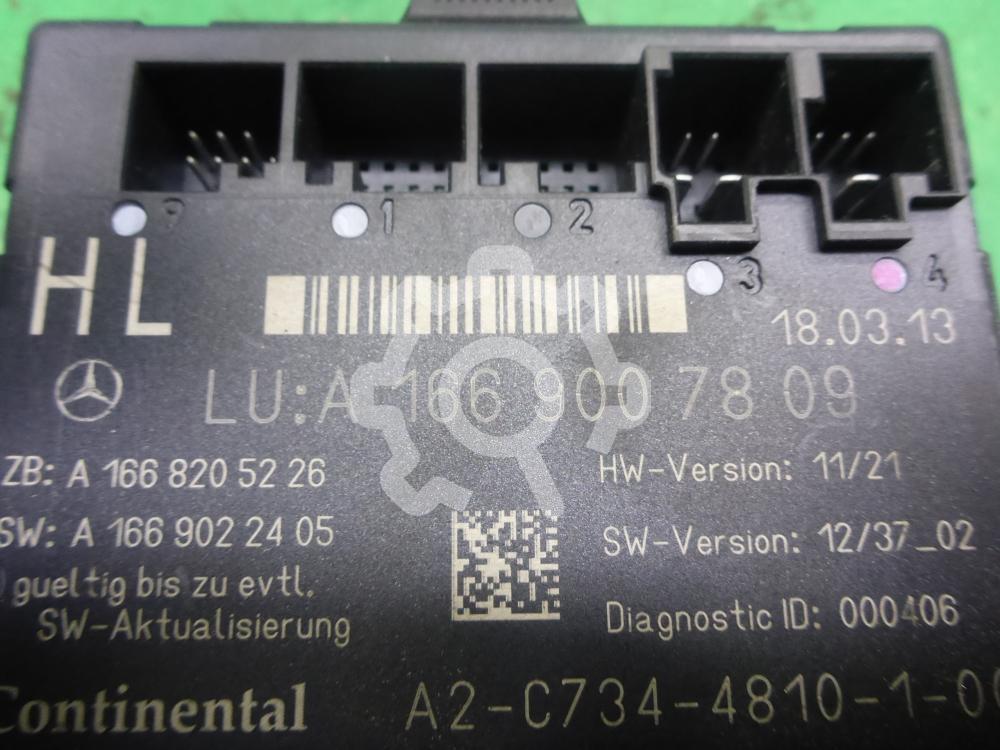 9 1 2 3 4
HL
18.03.13
LU: A 166 900 78 09
ZB: A 166 820 52 26
HW-Version: 11/21
SW: A 166 902 24 05
SW-Version: 12/37_02
) gueltig bis zu evtl.
SW-Aktualisierung
Diagnostic ID: 000406
Continental
A2-C734-4810-1-0